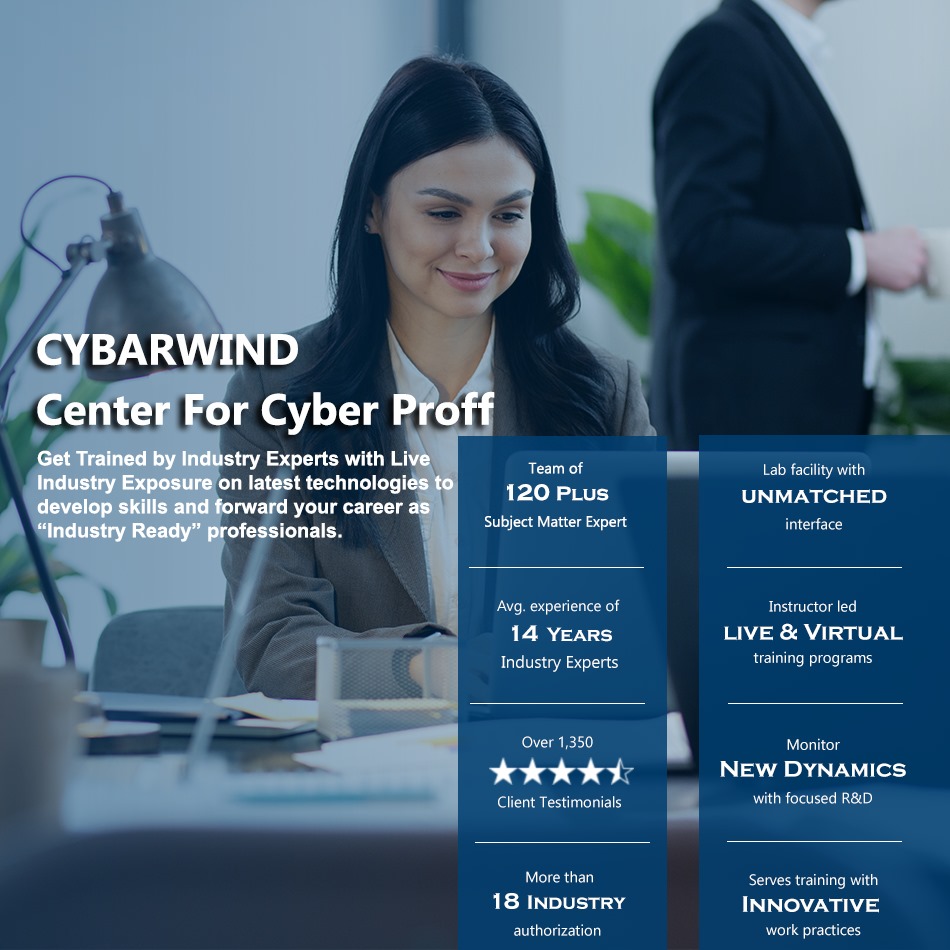 CYBARWIND
Center For Cyber Proff
Get Trained by Industry Experts with Live
Industry Exposure on latest technologies to
develop skills and forward your career as
“Industry Ready” professionals.
Team of
120 Plus
Subject Matter Expert
Avg. experience of
14 Years
Industry Experts
Over 1,350
Client Testimonials
More than
18 Industry
authorization
Lab facility with
UNMATCHED
interface
Instructor led
LIVE & VIRTUAL
training programs
Monitor
New Dynamics
with focused R&D
Serves training with
Innovative
work practices